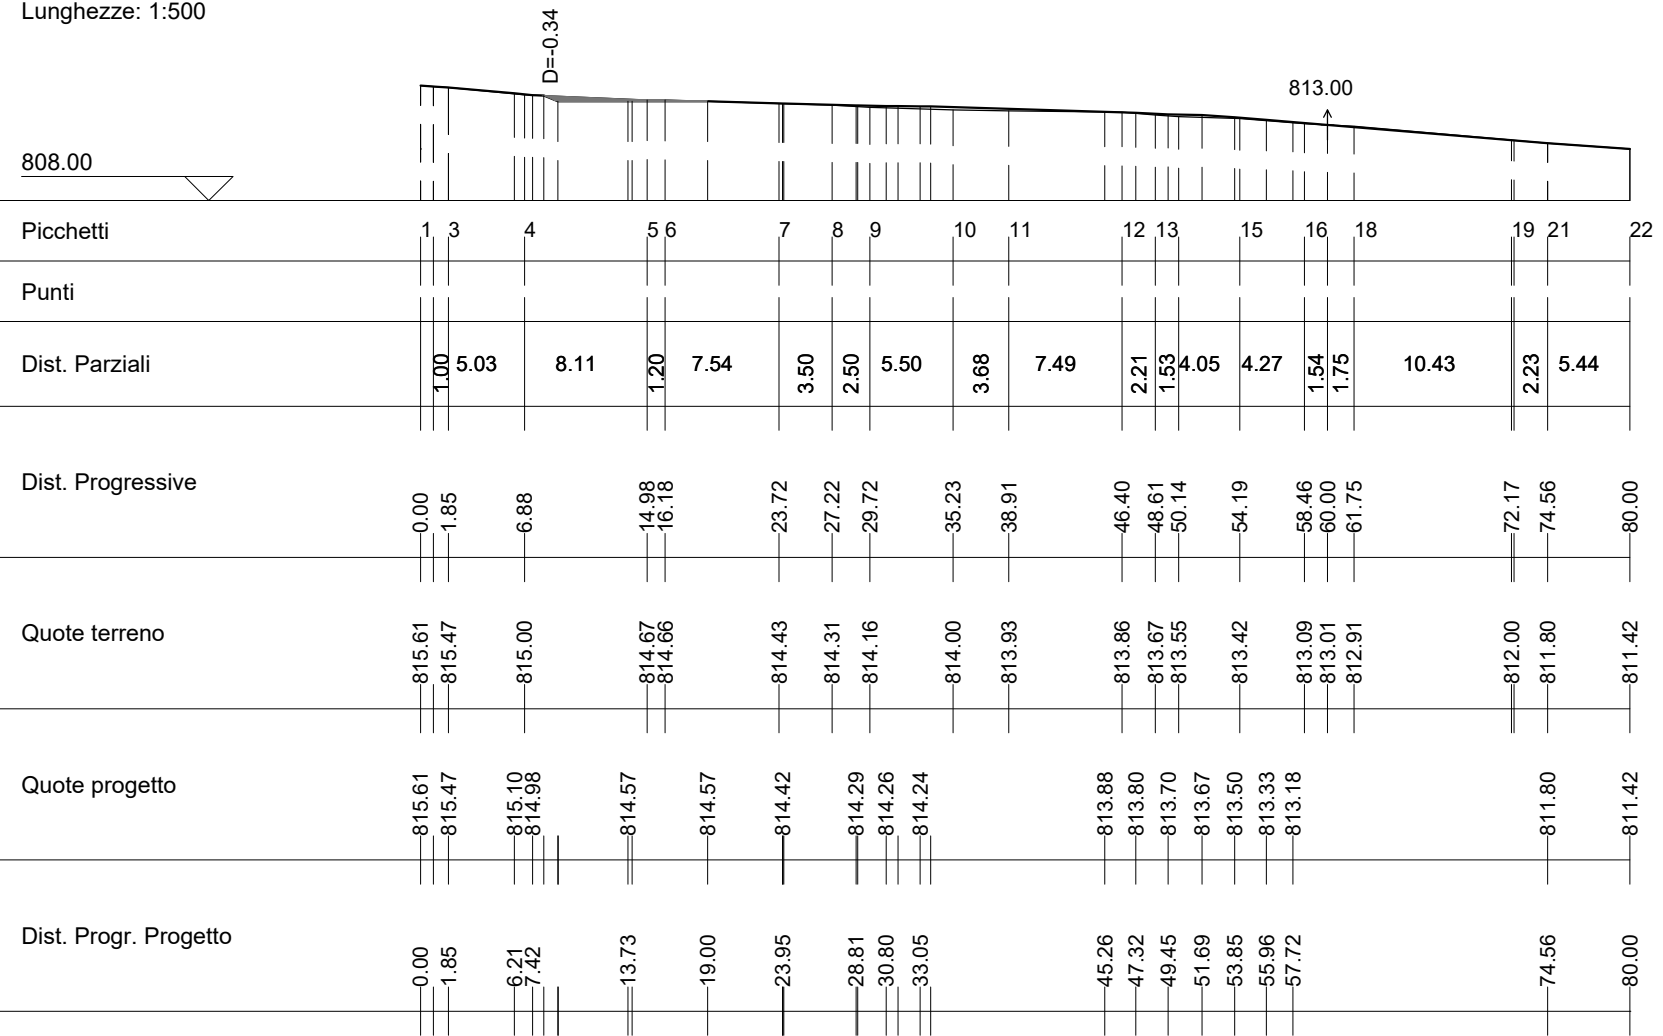 Lunghezze: 1:500
D=-0.34
813.00
808.00
Picchetti 1 3 4 5 6 7 8 9 10 11 12 13 15 16 18 19 21 22
Punti
Dist. Parziali 1.00 5.03 8.11 1.20 7.54 3.50 2.50 5.50 3.68 7.49 2.21 1.53 4.05 4.27 1.54 1.75 10.43 2.23 5.44
Dist. Progressive 0.00 1.85 6.88 14.98 16.18 23.72 27.22 29.72 35.23 38.91 46.40 48.61 50.14 54.19 58.46 60.00 61.75 72.17 74.56 80.00
Quote terreno 815.61 815.47 815.00 814.67 814.66 814.43 814.31 814.16 814.00 813.93 813.86 813.67 813.55 813.42 813.09 813.01 812.91 812.00 811.80 811.42
Quote progetto 815.61 815.47 815.10 814.98 814.57 814.57 814.42 814.29 814.26 814.24 813.88 813.80 813.70 813.67 813.50 813.33 813.18 811.80 811.42
Dist. Progr. Progetto 0.00 1.85 6.21 7.42 13.73 19.00 23.95 28.81 30.80 33.05 45.26 47.32 49.45 51.69 53.85 55.96 57.72 74.56 80.00